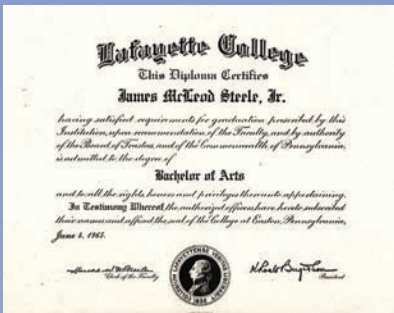 Lafayette College
This Diploma Certifies
James McLeod Steele, Jr.
having satisfied requirements for graduation presented by this
Institution, upon recommendation of the Faculty, and by authority
of the Board of Trustees, and of the Commonwealth of Pennsylvania,
is admitted to the degree of
Bachelor of Arts
and to all the rights, honors and privileges thereunto appertaining.
In Testimony Whereof, the authorized officers have hereto subscribed
their names and affixed the seal of the College at Easton, Pennsylvania,
June 4, 1965.
Clerk of the Faculty
President